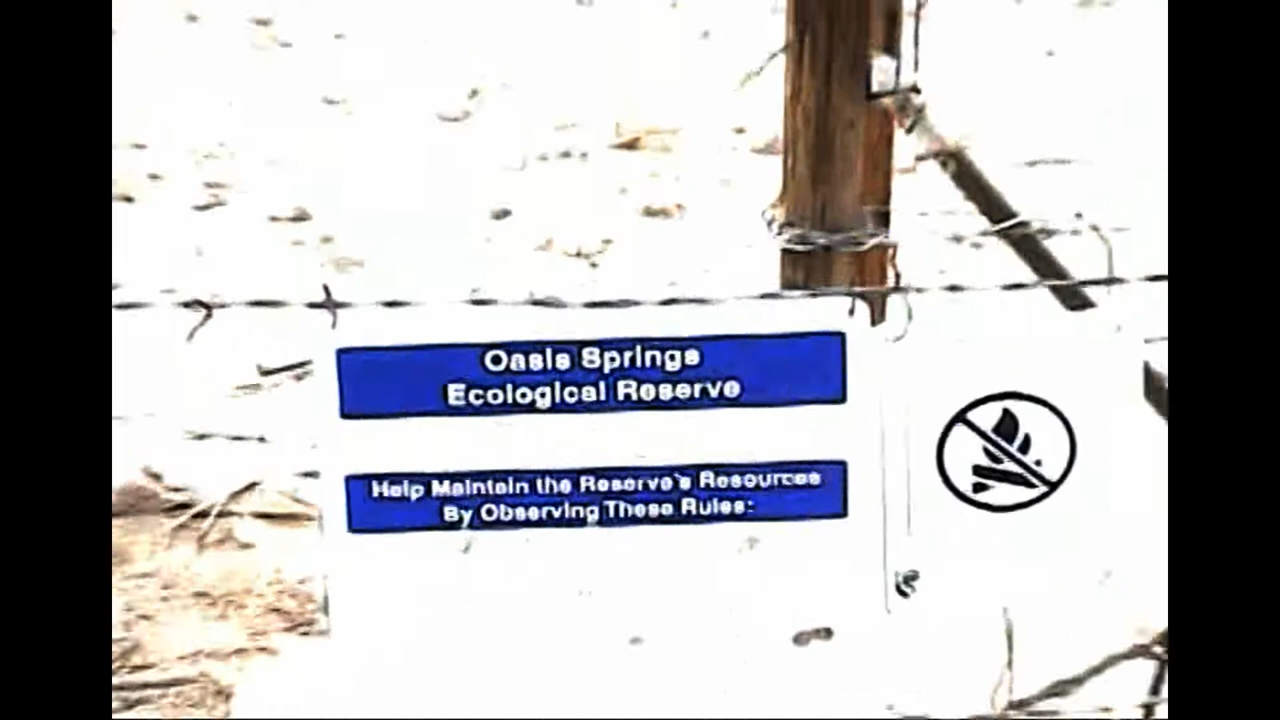 Oasis Springs
Ecological Reserve
Help Maintain the Reserve's Resources
By Observing These Rules: